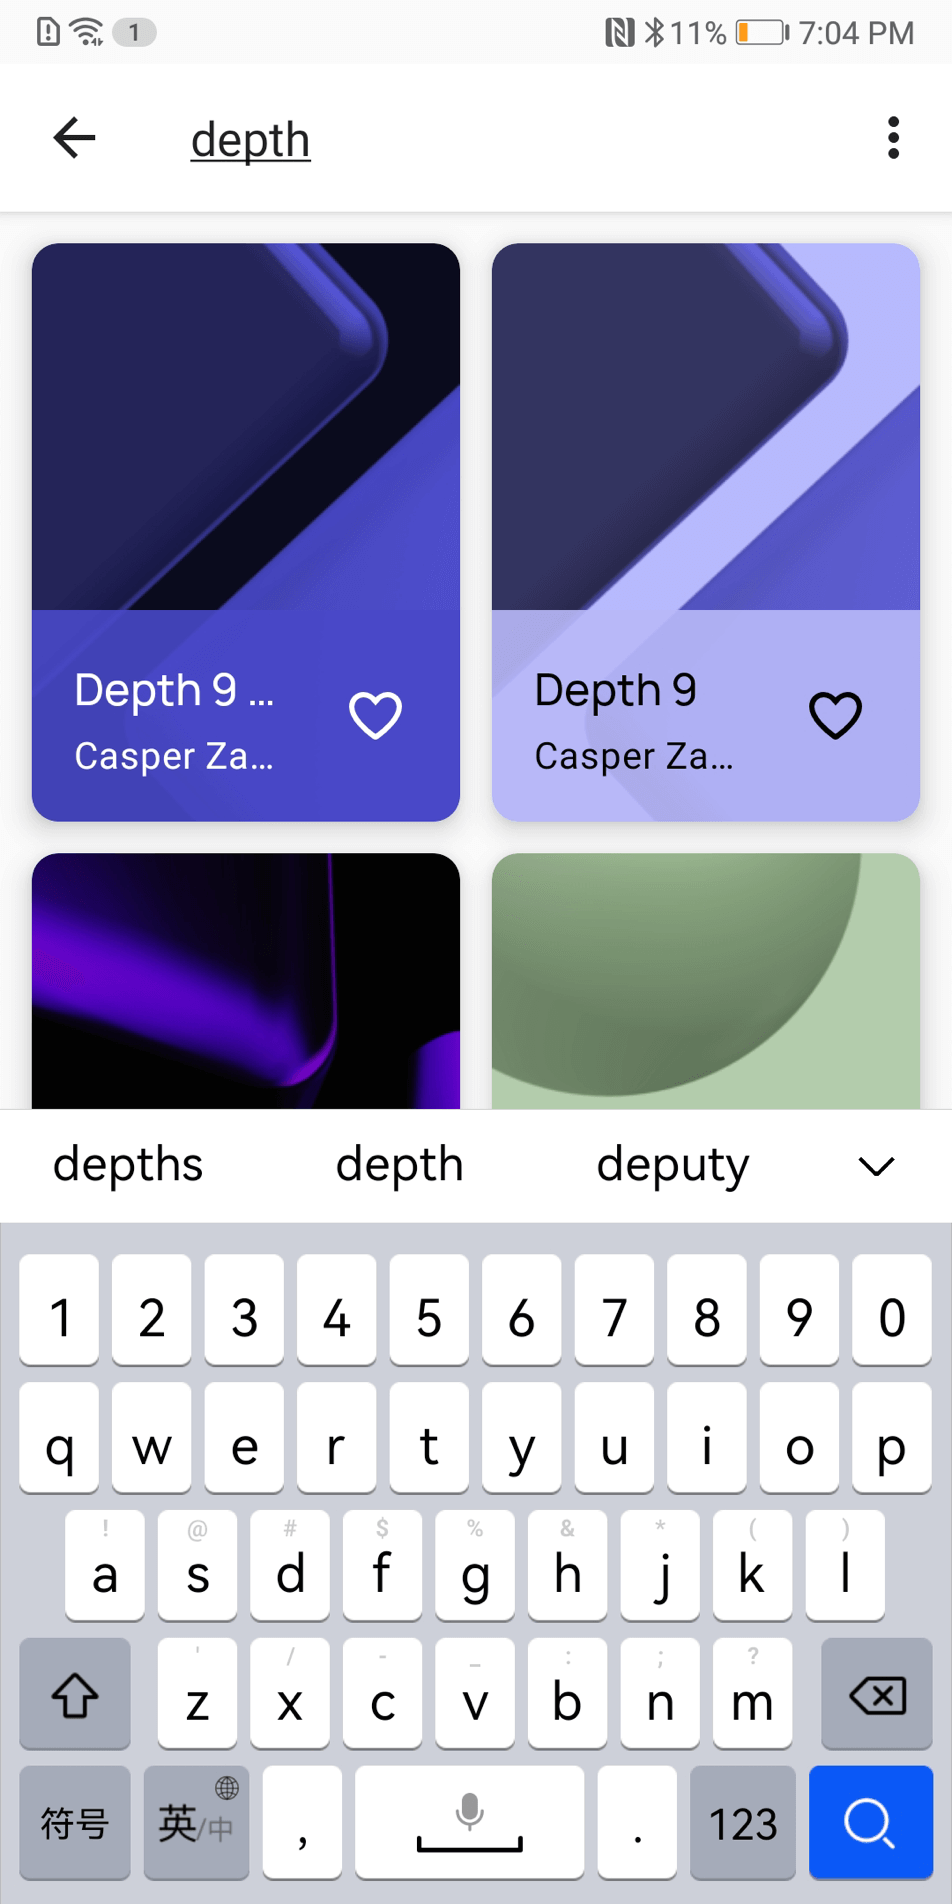 1 11% 7:04 PM
depth
Depth 9 ...
Casper Za...
Depth 9
Casper Za...
depths depth deputy
1 2 3 4 5 6 7 8 9 0
q w e r t y u i o p
! @ # $ % & * ( )
a s d f g h j k l
' / - _ : ; ?
z x c v b n m
符号 英/中 , . 123